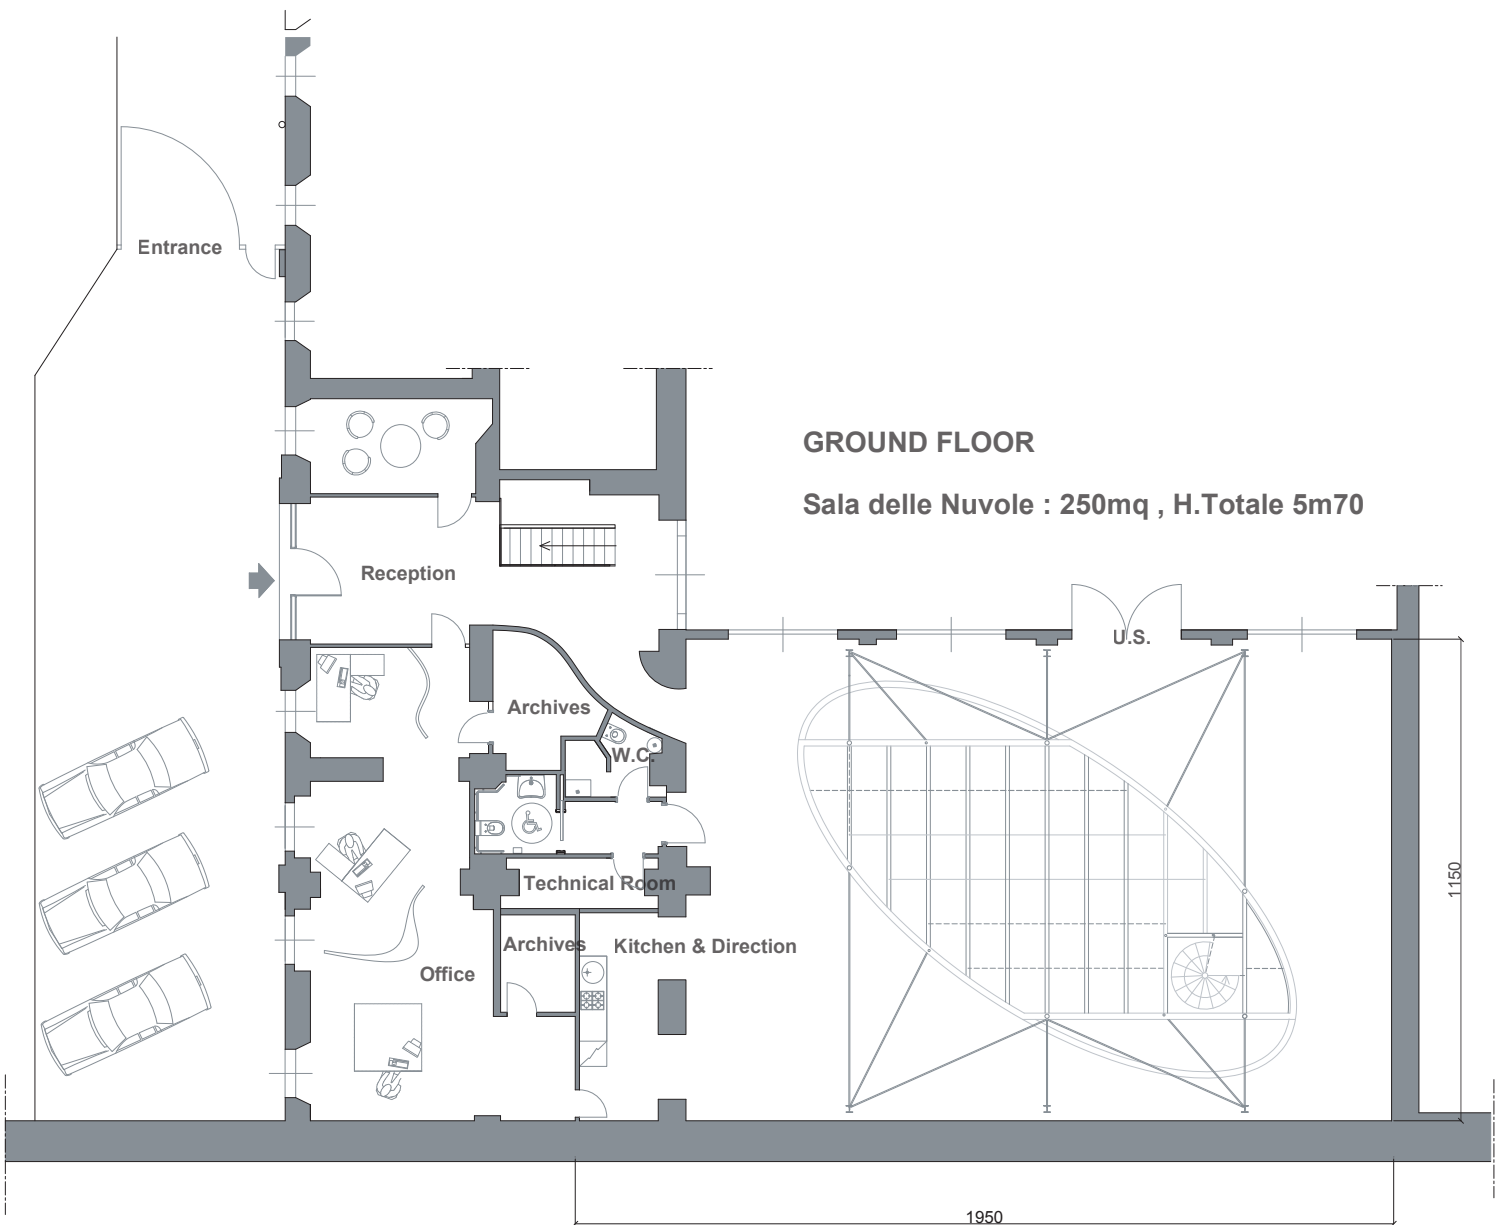 Entrance
GROUND FLOOR
Sala delle Nuvole : 250mq , H.Totale 5m70
Reception
U.S.
Archives
W.C.
Technical Room
1150
Archives
Kitchen & Direction
Office
1950